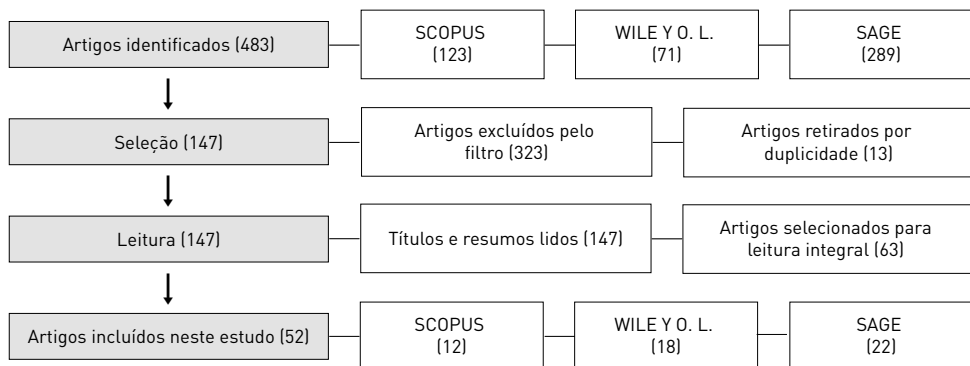 Artigos identificados (483)
SCOPUS
(123)
WILE Y O. L.
(71)
SAGE
(289)
Seleção (147)
Artigos excluídos pelo
filtro (323)
Artigos retirados por
duplicidade (13)
Leitura (147)
Títulos e resumos lidos (147)
Artigos selecionados para
leitura integral (63)
Artigos incluídos neste estudo (52)
SCOPUS
(12)
WILE Y O. L.
(18)
SAGE
(22)